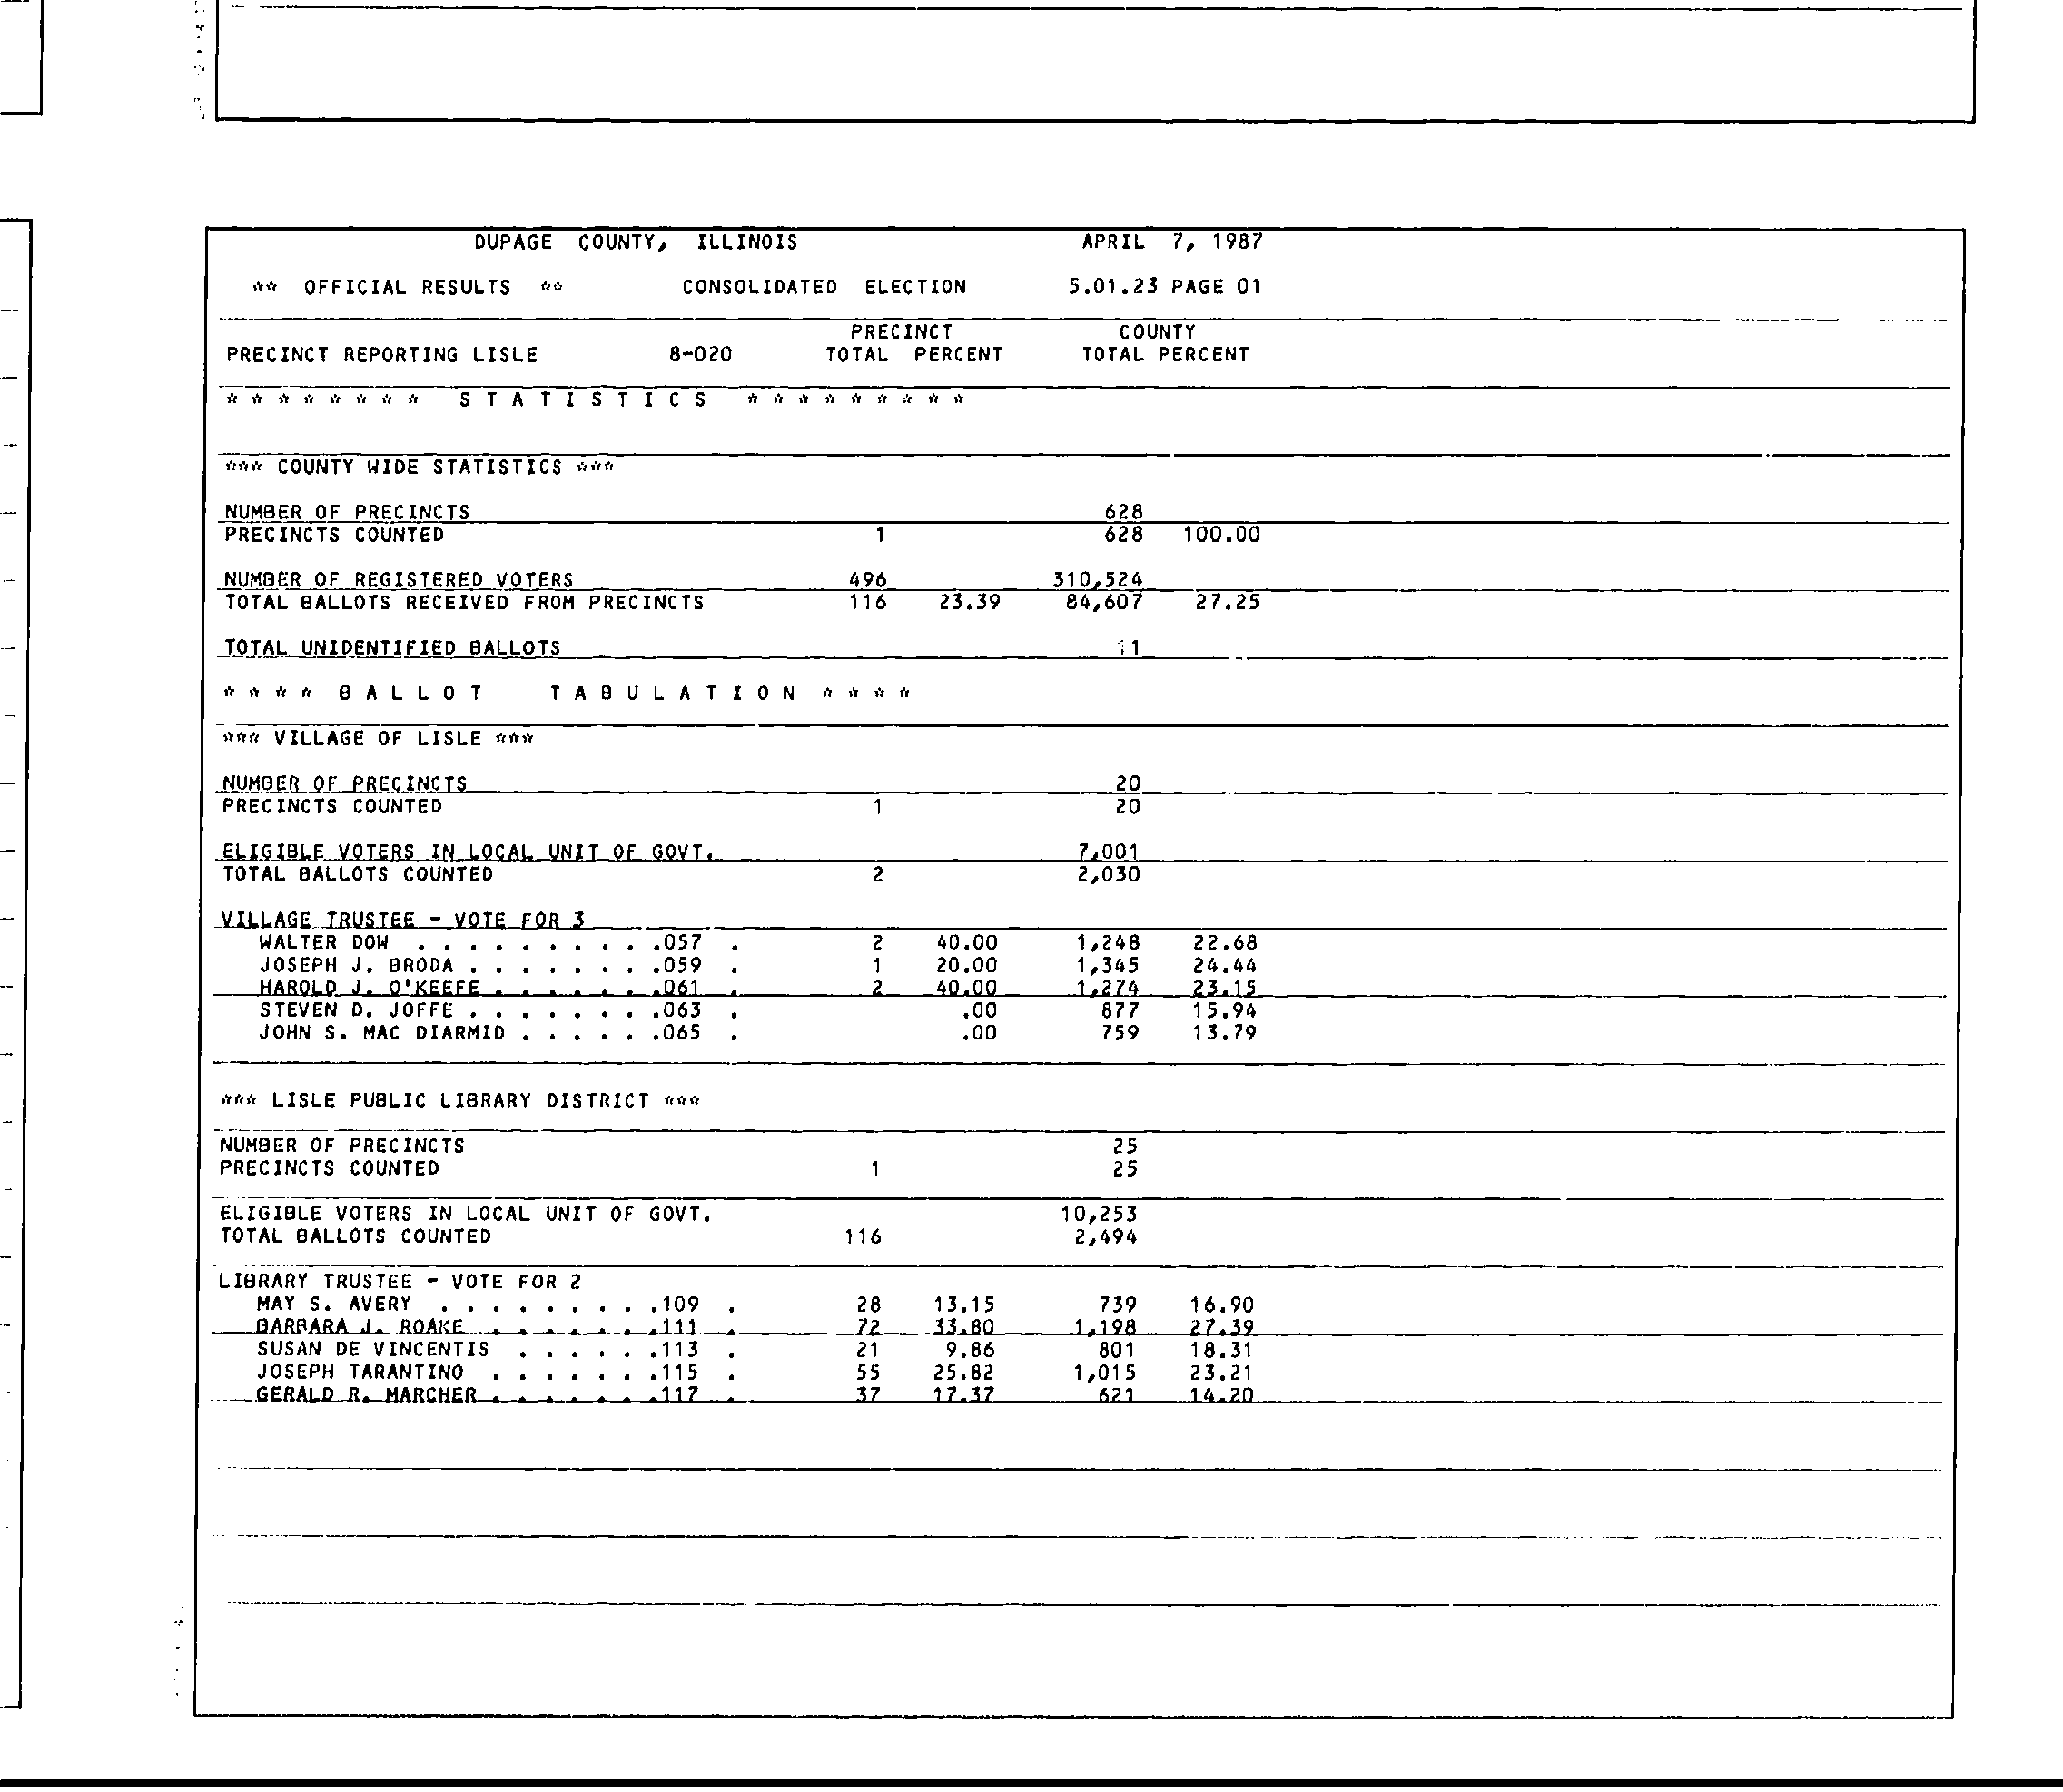 DUPAGE COUNTY, ILLINOIS APRIL 7, 1987
** OFFICIAL RESULTS ** CONSOLIDATED ELECTION 5.01.23 PAGE 01
PRECINCT COUNTY
PRECINCT REPORTING LISLE 8-020 TOTAL PERCENT TOTAL PERCENT
* * * * * * * * S T A T I S T I C S * * * * * * * * *
*** COUNTY WIDE STATISTICS ***
NUMBER OF PRECINCTS 628
PRECINCTS COUNTED 1 628 100.00
NUMBER OF REGISTERED VOTERS 496 310,524
TOTAL BALLOTS RECEIVED FROM PRECINCTS 116 23.39 84,607 27.25
TOTAL UNIDENTIFIED BALLOTS 11
* * * * B A L L O T T A B U L A T I O N * * * *
*** VILLAGE OF LISLE ***
NUMBER OF PRECINCTS 20
PRECINCTS COUNTED 1 20
ELIGIBLE VOTERS IN LOCAL UNIT OF GOVT. 7,001
TOTAL BALLOTS COUNTED 2 2,030
VILLAGE TRUSTEE - VOTE FOR 3
WALTER DOW . . . . . . . . . .057 . 2 40.00 1,248 22.68
JOSEPH J. BRODA . . . . . . . .059 . 1 20.00 1,345 24.44
HAROLD J. O'KEEFE . . . . . . .061 . 2 40.00 1,274 23.15
STEVEN D. JOFFE . . . . . . . .063 . .00 877 15.94
JOHN S. MAC DIARMID . . . . . .065 . .00 759 13.79
*** LISLE PUBLIC LIBRARY DISTRICT ***
NUMBER OF PRECINCTS 25
PRECINCTS COUNTED 1 25
ELIGIBLE VOTERS IN LOCAL UNIT OF GOVT. 10,253
TOTAL BALLOTS COUNTED 116 2,494
LIBRARY TRUSTEE - VOTE FOR 2
MAY S. AVERY . . . . . . . . .109 . 28 13.15 739 16.90
BARBARA J. ROAKE . . . . . . .111 . 72 33.80 1,198 27.39
SUSAN DE VINCENTIS . . . . . .113 . 21 9.86 801 18.31
JOSEPH TARANTINO . . . . . . .115 . 55 25.82 1,015 23.21
GERALD R. MARCHER . . . . . . .117 . 37 17.37 621 14.20